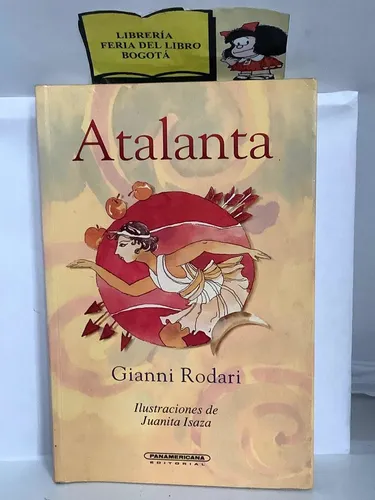 LIBRERÍA
FERIA DEL LIBRO
BOGOTÁ
Atalanta
Gianni Rodari
Ilustraciones de
Juanita Isaza
PANAMERICANA
EDITORIAL